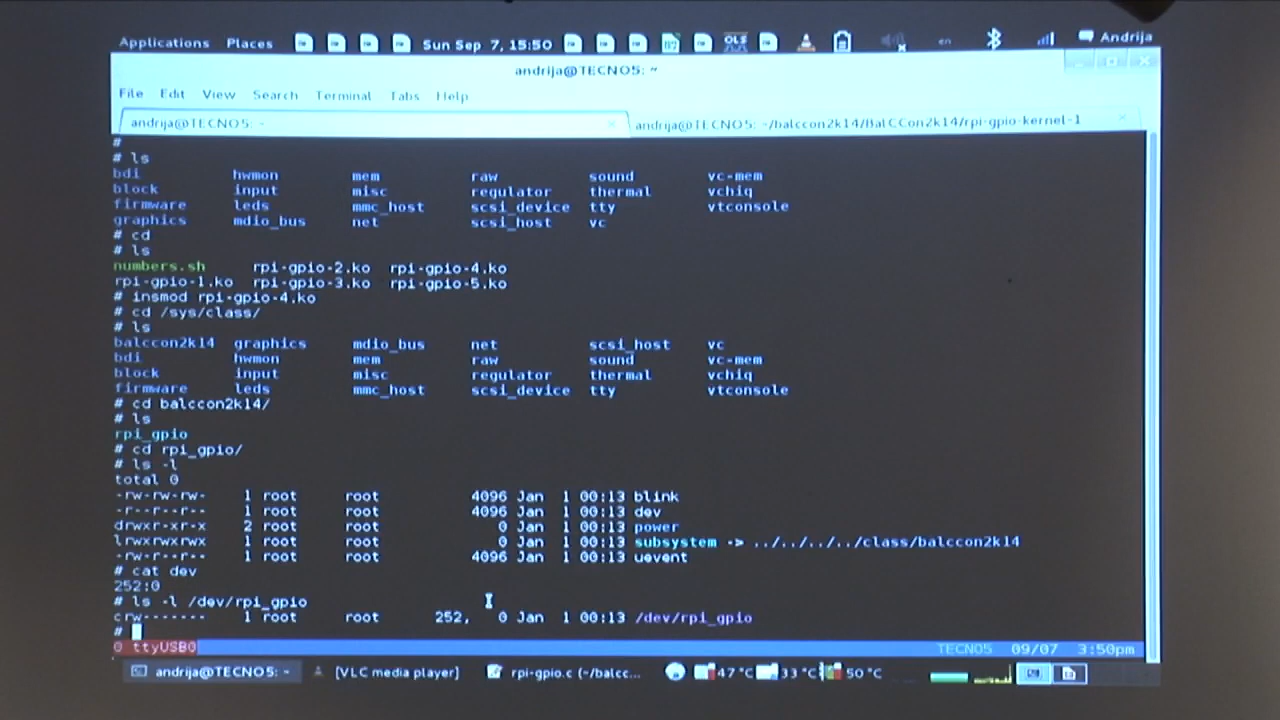 Applications Places Sun Sep 7, 15:50 OLS en Andrija
andrija@TECNO5: ~
File Edit View Search Terminal Tabs Help
andrija@TECNO5: ~ andrija@TECNO5: ~/balccon2k14/BalCCon2k14/rpi-gpio-kernel-1
#
# ls
bdi hwmon mem raw sound vc-mem
block input misc regulator thermal vchiq
firmware leds mmc_host scsi_device tty vtconsole
graphics mdio_bus net scsi_host vc
# cd
# ls
numbers.sh rpi-gpio-2.ko rpi-gpio-4.ko
rpi-gpio-1.ko rpi-gpio-3.ko rpi-gpio-5.ko
# insmod rpi-gpio-4.ko
# cd /sys/class/
# ls
balccon2k14 graphics mdio_bus net scsi_host vc
bdi hwmon mem raw sound vc-mem
block input misc regulator thermal vchiq
firmware leds mmc_host scsi_device tty vtconsole
# cd balccon2k14/
# ls
rpi_gpio
# cd rpi_gpio/
# ls -l
total 0
-rw-rw-rw- 1 root root 4096 Jan 1 00:13 blink
-r--r--r-- 1 root root 4096 Jan 1 00:13 dev
drwxr-xr-x 2 root root 0 Jan 1 00:13 power
lrwxrwxrwx 1 root root 0 Jan 1 00:13 subsystem -> ../../../../class/balccon2k14
-rw-r--r-- 1 root root 4096 Jan 1 00:13 uevent
# cat dev
252:0
# ls -l /dev/rpi_gpio
crw------- 1 root root 252, 0 Jan 1 00:13 /dev/rpi_gpio
#
0 ttyUSB0 TECNO5 09/07 3:50pm
andrija@TECNO5: ~ [VLC media player] rpi-gpio.c (~/balcc... 47 °C 33 °C 50 °C